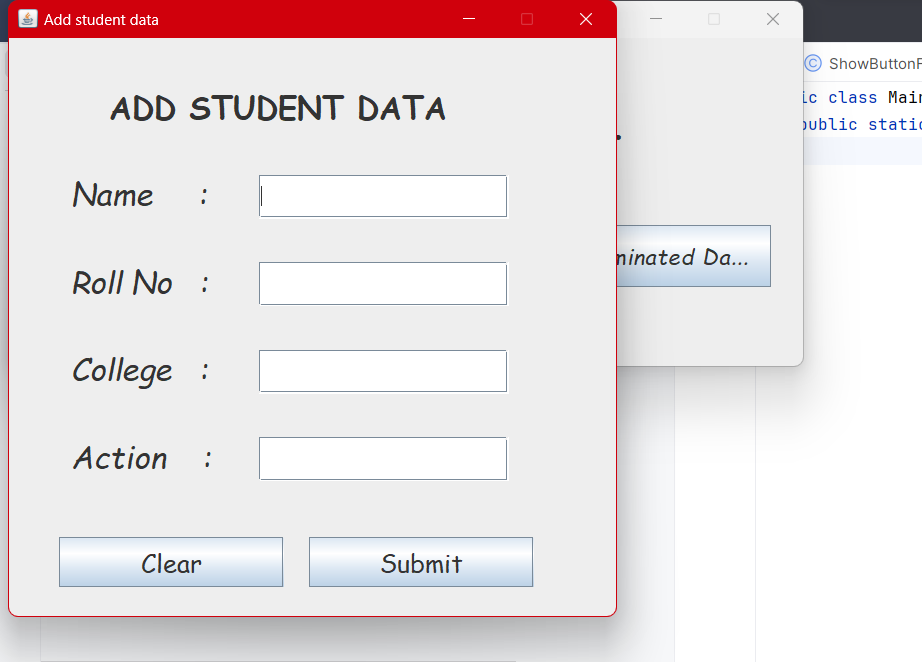 Add student data
ShowButtonF
ic class Main
public static
ADD STUDENT DATA
Name :
minated Da...
Roll No :
College :
Action :
Clear Submit